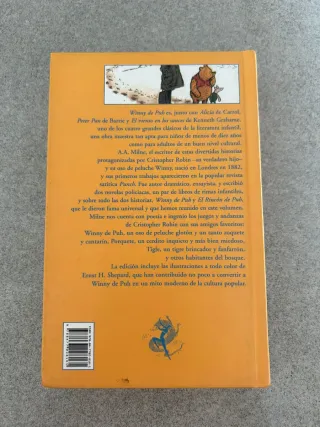 Winny de Puh es, junto con Alicia de Carrol,
Peter Pan de Barrie y El viento en los sauces de Kenneth Grahame,
uno de los cuatro grandes clásicos de la literatura infantil,
una obra maestra tan apta para niños de menos de diez años
como para adultos de un buen nivel cultural.
A.A. Milne, el escritor de estas divertidas historias
protagonizadas por Cristopher Robin —su verdadero hijo—
y su oso de peluche Winny, nació en Londres en 1882,
y sus primeros trabajos aparecieron en la popular revista
satírica Punch. Fue autor dramático, ensayista, y escribió
dos novelas policiacas, un par de libros de rimas infantiles,
y sobre todo las dos historias: Winny de Puh y El Rincón de Puh,
que le dieron fama universal y que hemos reunido en este volumen.
Milne nos cuenta con poesía e ingenio los juegos y andanzas
de Cristopher Robin con sus amigos favoritos:
Winny de Puh, un oso de peluche glotón y un tanto zoquete
y cantarín, Porquete, un cerdito inquieto y más bien miedoso,
Tigle, un tigre brincador y fanfarrón,
y otros habitantes del bosque.
La edición incluye las ilustraciones a todo color de
Ernst H. Shepard, que han contribuido no poco a convertir a
Winny de Puh en un mito moderno de la cultura popular.